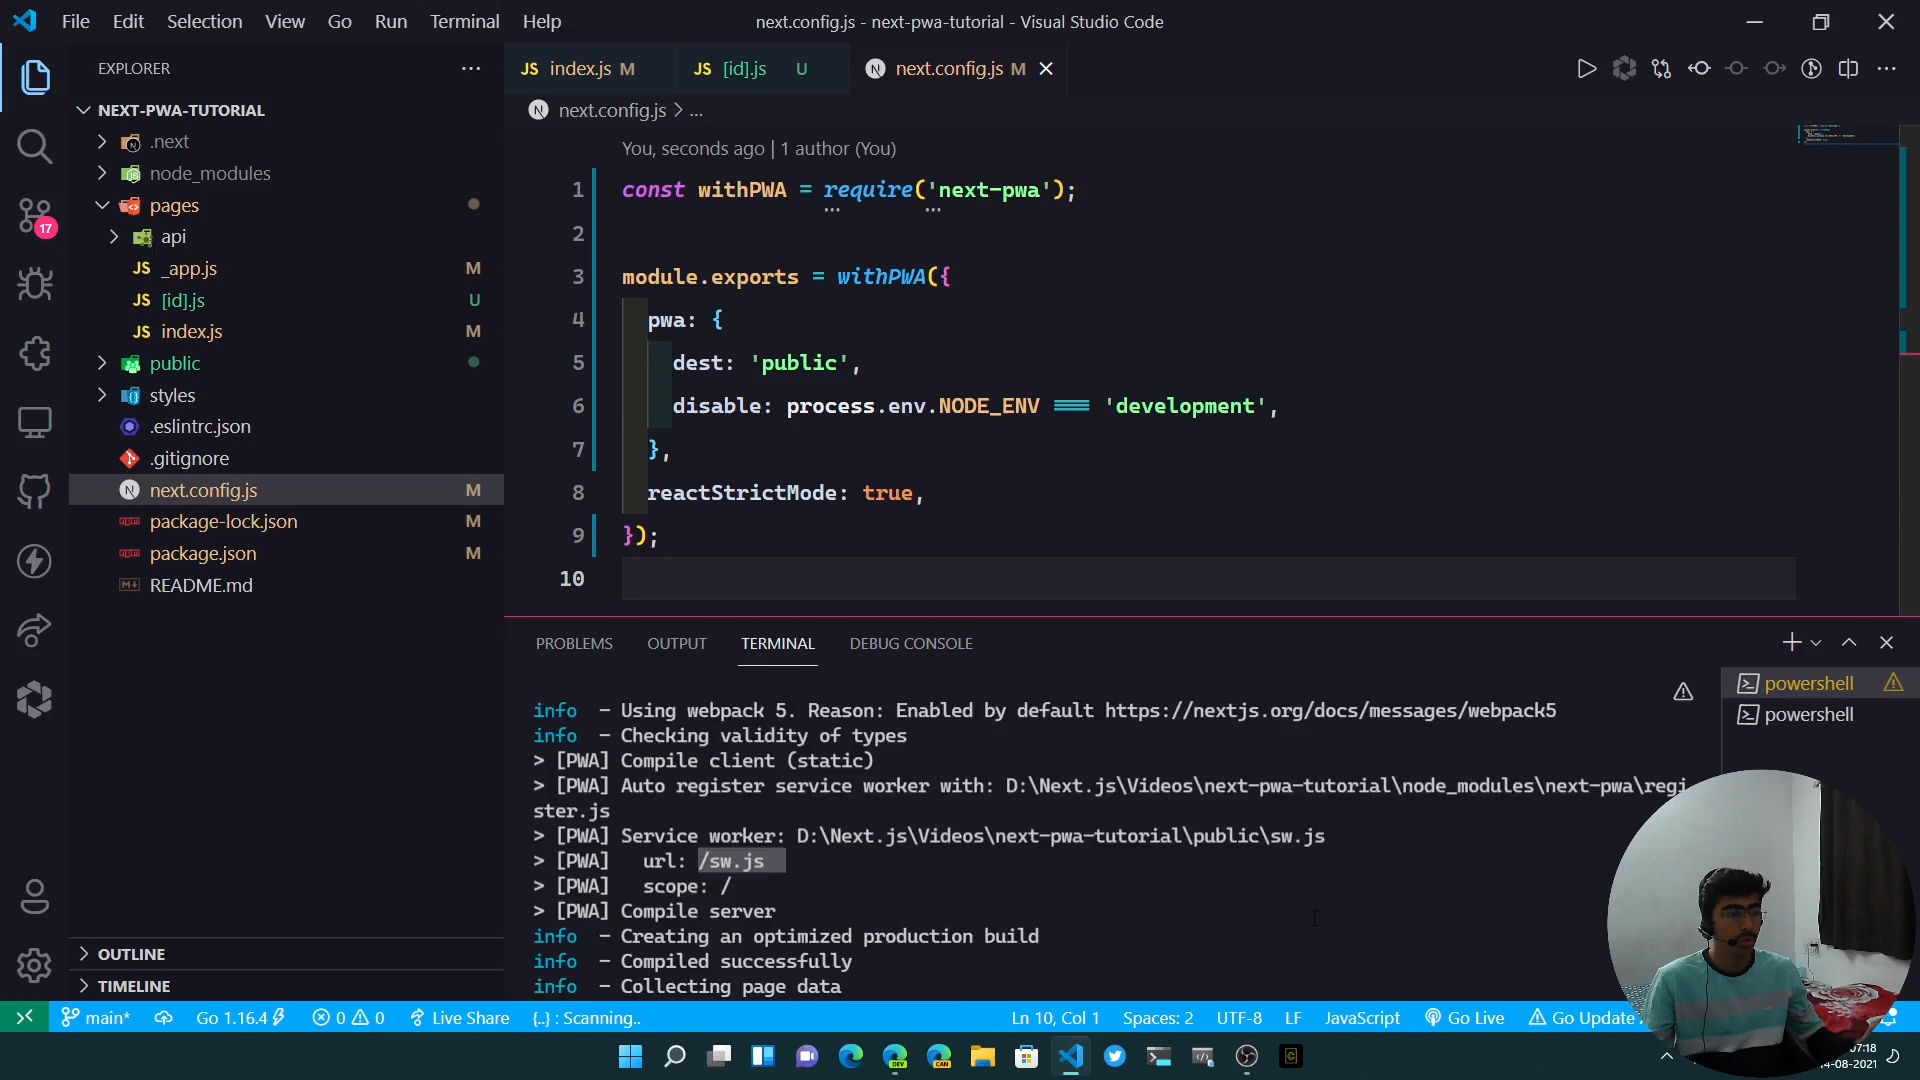 File Edit Selection View Go Run Terminal Help
next.config.js - next-pwa-tutorial - Visual Studio Code
EXPLORER
JS index.js M
JS [id].js U
N next.config.js M
NEXT-PWA-TUTORIAL
N next.config.js > ...
.next
node_modules
pages
api
JS _app.js M
JS [id].js U
JS index.js M
public
styles
.eslintrc.json
.gitignore
N next.config.js M
package-lock.json M
package.json M
README.md
17
You, seconds ago | 1 author (You)
1 const withPWA = require('next-pwa');
2
3 module.exports = withPWA({
4 pwa: {
5 dest: 'public',
6 disable: process.env.NODE_ENV === 'development',
7 },
8 reactStrictMode: true,
9 });
10
PROBLEMS OUTPUT TERMINAL DEBUG CONSOLE
powershell
powershell
info - Using webpack 5. Reason: Enabled by default https://nextjs.org/docs/messages/webpack5
info - Checking validity of types
> [PWA] Compile client (static)
> [PWA] Auto register service worker with: D:\Next.js\Videos\next-pwa-tutorial\node_modules\next-pwa\regi
ster.js
> [PWA] Service worker: D:\Next.js\Videos\next-pwa-tutorial\public\sw.js
> [PWA] url: /sw.js
> [PWA] scope: /
> [PWA] Compile server
info - Creating an optimized production build
info - Compiled successfully
info - Collecting page data
OUTLINE
TIMELINE
main* Go 1.16.4 0 0 Live Share {..} : Scanning..
Ln 10, Col 1 Spaces: 2 UTF-8 LF JavaScript Go Live Go Update
DEV
CAN
07:18
-08-2021